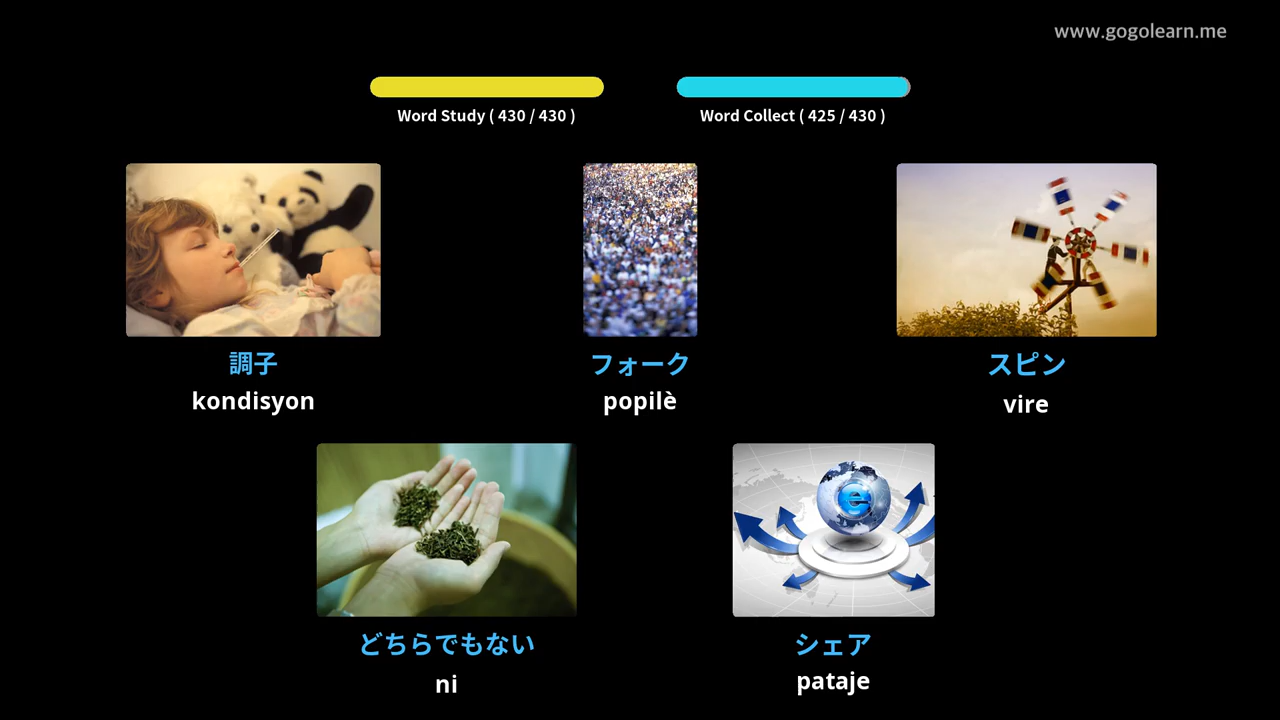 www.gogolearn.me
Word Study ( 430 / 430 )
Word Collect ( 425 / 430 )
調子
kondisyon
フォーク
popilè
スピン
vire
どちらでもない
ni
シェア
pataje